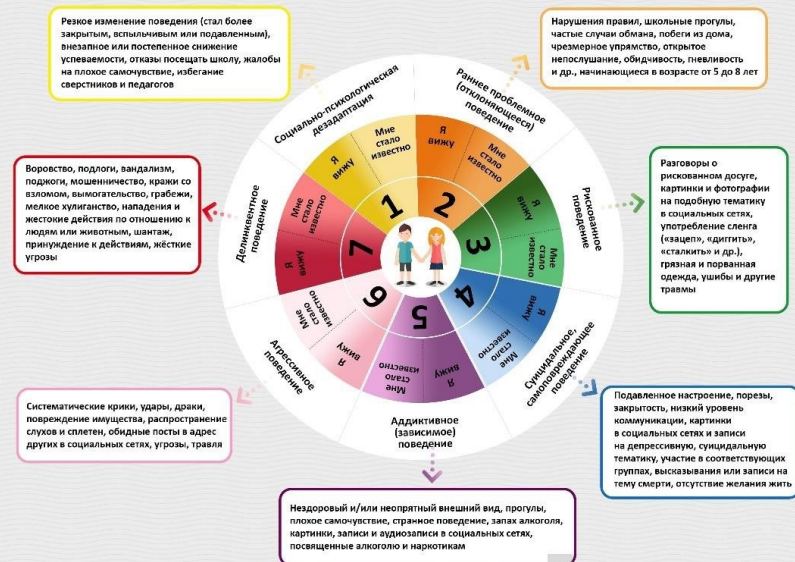 Резкое изменение поведения (стал более
закрытым, вспыльчивым или подавленным),
внезапное или постепенное снижение
успеваемости, отказы посещать школу, жалобы
на плохое самочувствие, избегание
сверстников и педагогов
Нарушения правил, школьные прогулы,
частые случаи обмана, побеги из дома,
чрезмерное упрямство, открытое
непослушание, обидчивость, гневливость
и др., начинающиеся в возрасте от 5 до 8 лет
Социально-психологическая
дезадаптация
Раннее проблемное
(отклоняющееся)
поведение
Я
вижу
Мне
стало
известно
1
Я
вижу
Мне
стало
известно
2
Воровство, подлоги, вандализм,
поджоги, мошенничество, кражи со
взломом, вымогательство, грабежи,
мелкое хулиганство, нападения и
жестокие действия по отношению к
людям или животным, шантаж,
принуждение к действиям, жёсткие
угрозы
Делинквентное
поведение
Мне
стало
известно
Я
вижу
7
Я
вижу
Мне
стало
известно
3
Рискованное
поведение
Разговоры о
рискованном досуге,
картинки и фотографии
на подобную тематику
в социальных сетях,
употребление сленга
(«зацеп», «диггить»,
«сталкить» и др.),
грязная и порванная
одежда, ушибы и другие
травмы
Агрессивное
поведение
Мне
стало
известно
Я
вижу
6
Мне
стало
известно
Я
вижу
5
Я
вижу
Мне
стало
известно
4
Суицидальное,
самоповреждающее
поведение
Систематические крики, удары, драки,
повреждение имущества, распространение
слухов и сплетен, обидные посты в адрес
других в социальных сетях, угрозы, травля
Аддиктивное
(зависимое)
поведение
Подавленное настроение, порезы,
закрытость, низкий уровень
коммуникации, картинки
в социальных сетях и записи
на депрессивную, суицидальную
тематику, участие в соответствующих
группах, высказывания или записи на
тему смерти, отсутствие желания жить
Нездоровый и/или неопрятный внешний вид, прогулы,
плохое самочувствие, странное поведение, запах алкоголя,
картинки, записи и аудиозаписи в социальных сетях,
посвященные алкоголю и наркотикам